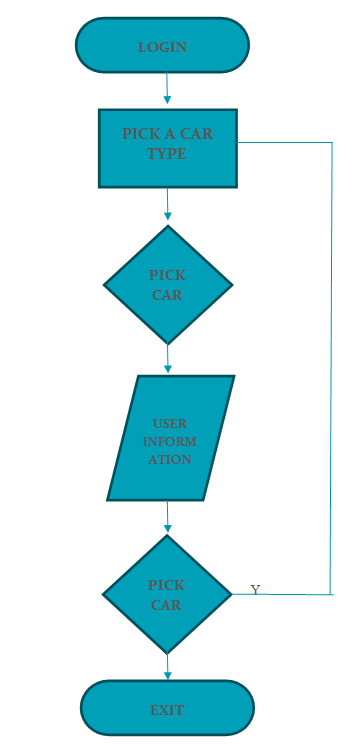 LOGIN
PICK A CAR
TYPE
PICK
CAR
USER
INFORM
ATION
PICK
CAR
Y
EXIT